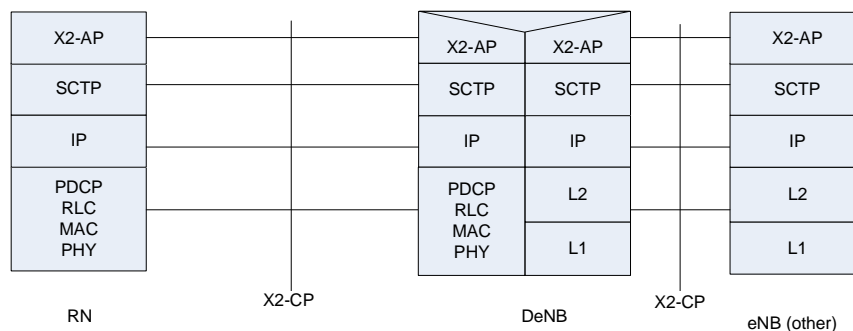 X2-AP
SCTP
IP
PDCP
RLC
MAC
PHY
RN
X2-CP
X2-AP X2-AP
SCTP SCTP
IP IP
PDCP
RLC
MAC
PHY
L2
L1
DeNB
X2-CP
X2-AP
SCTP
IP
L2
L1
eNB (other)